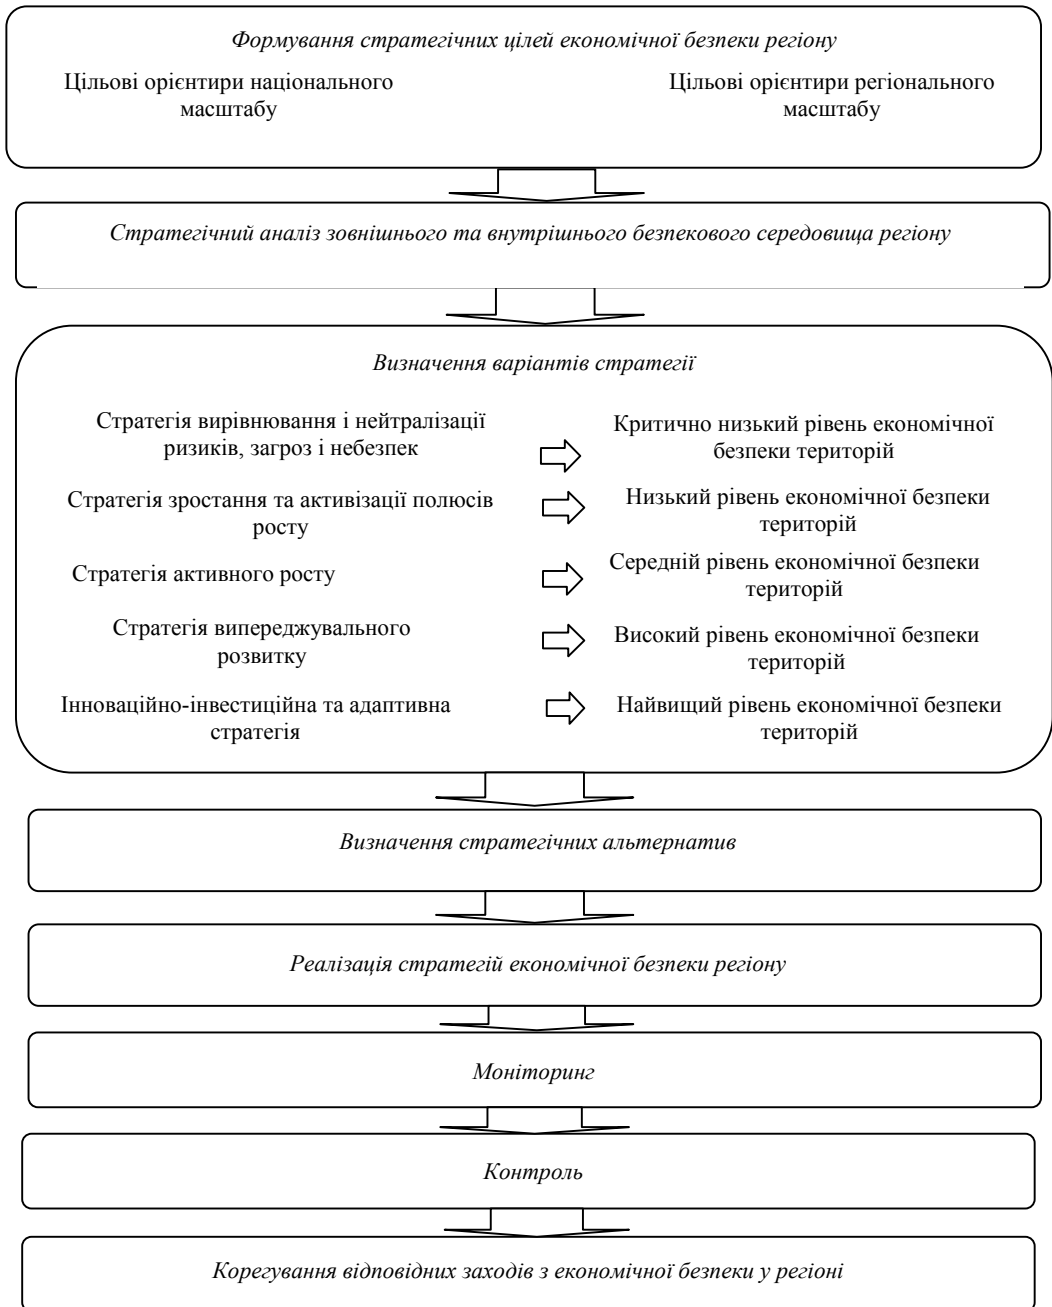 Формування стратегічних цілей економічної безпеки регіону
Цільові орієнтири національного
масштабу
Цільові орієнтири регіонального
масштабу
Стратегічний аналіз зовнішнього та внутрішнього безпекового середовища регіону
Визначення варіантів стратегії
Стратегія вирівнювання і нейтралізації
ризиків, загроз і небезпек
Критично низький рівень економічної
безпеки територій
Стратегія зростання та активізації полюсів
росту
Низький рівень економічної безпеки
територій
Стратегія активного росту
Середній рівень економічної безпеки
територій
Стратегія випереджувального
розвитку
Високий рівень економічної безпеки
територій
Інноваційно-інвестиційна та адаптивна
стратегія
Найвищий рівень економічної безпеки
територій
Визначення стратегічних альтернатив
Реалізація стратегій економічної безпеки регіону
Моніторинг
Контроль
Корегування відповідних заходів з економічної безпеки у регіоні